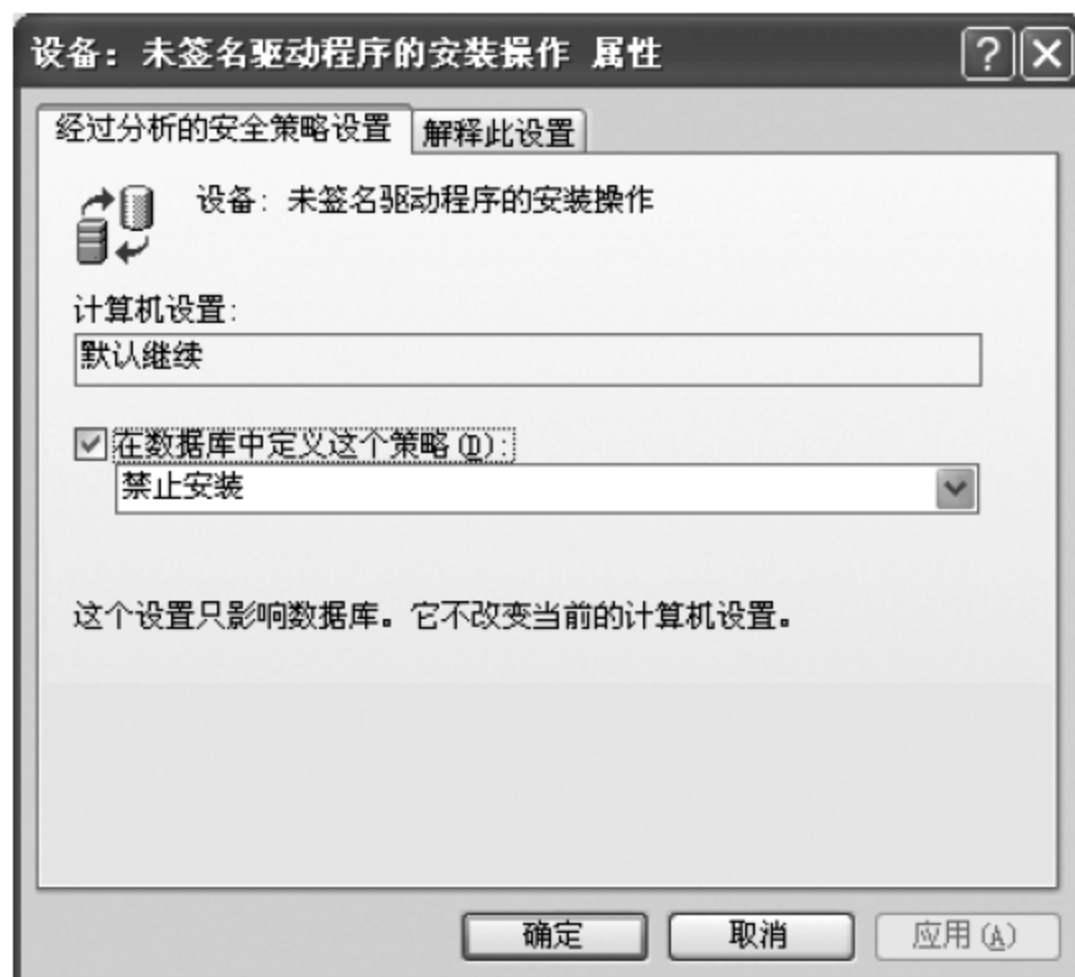 设备: 未签名驱动程序的安装操作 属性
经过分析的安全策略设置 解释此设置
设备: 未签名驱动程序的安装操作
计算机设置:
默认继续
在数据库中定义这个策略(D):
禁止安装
这个设置只影响数据库。它不改变当前的计算机设置。
确定 取消 应用(A)